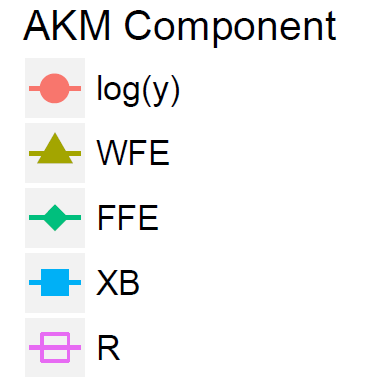 AKM Component
log(y)
WFE
FFE
XB
R